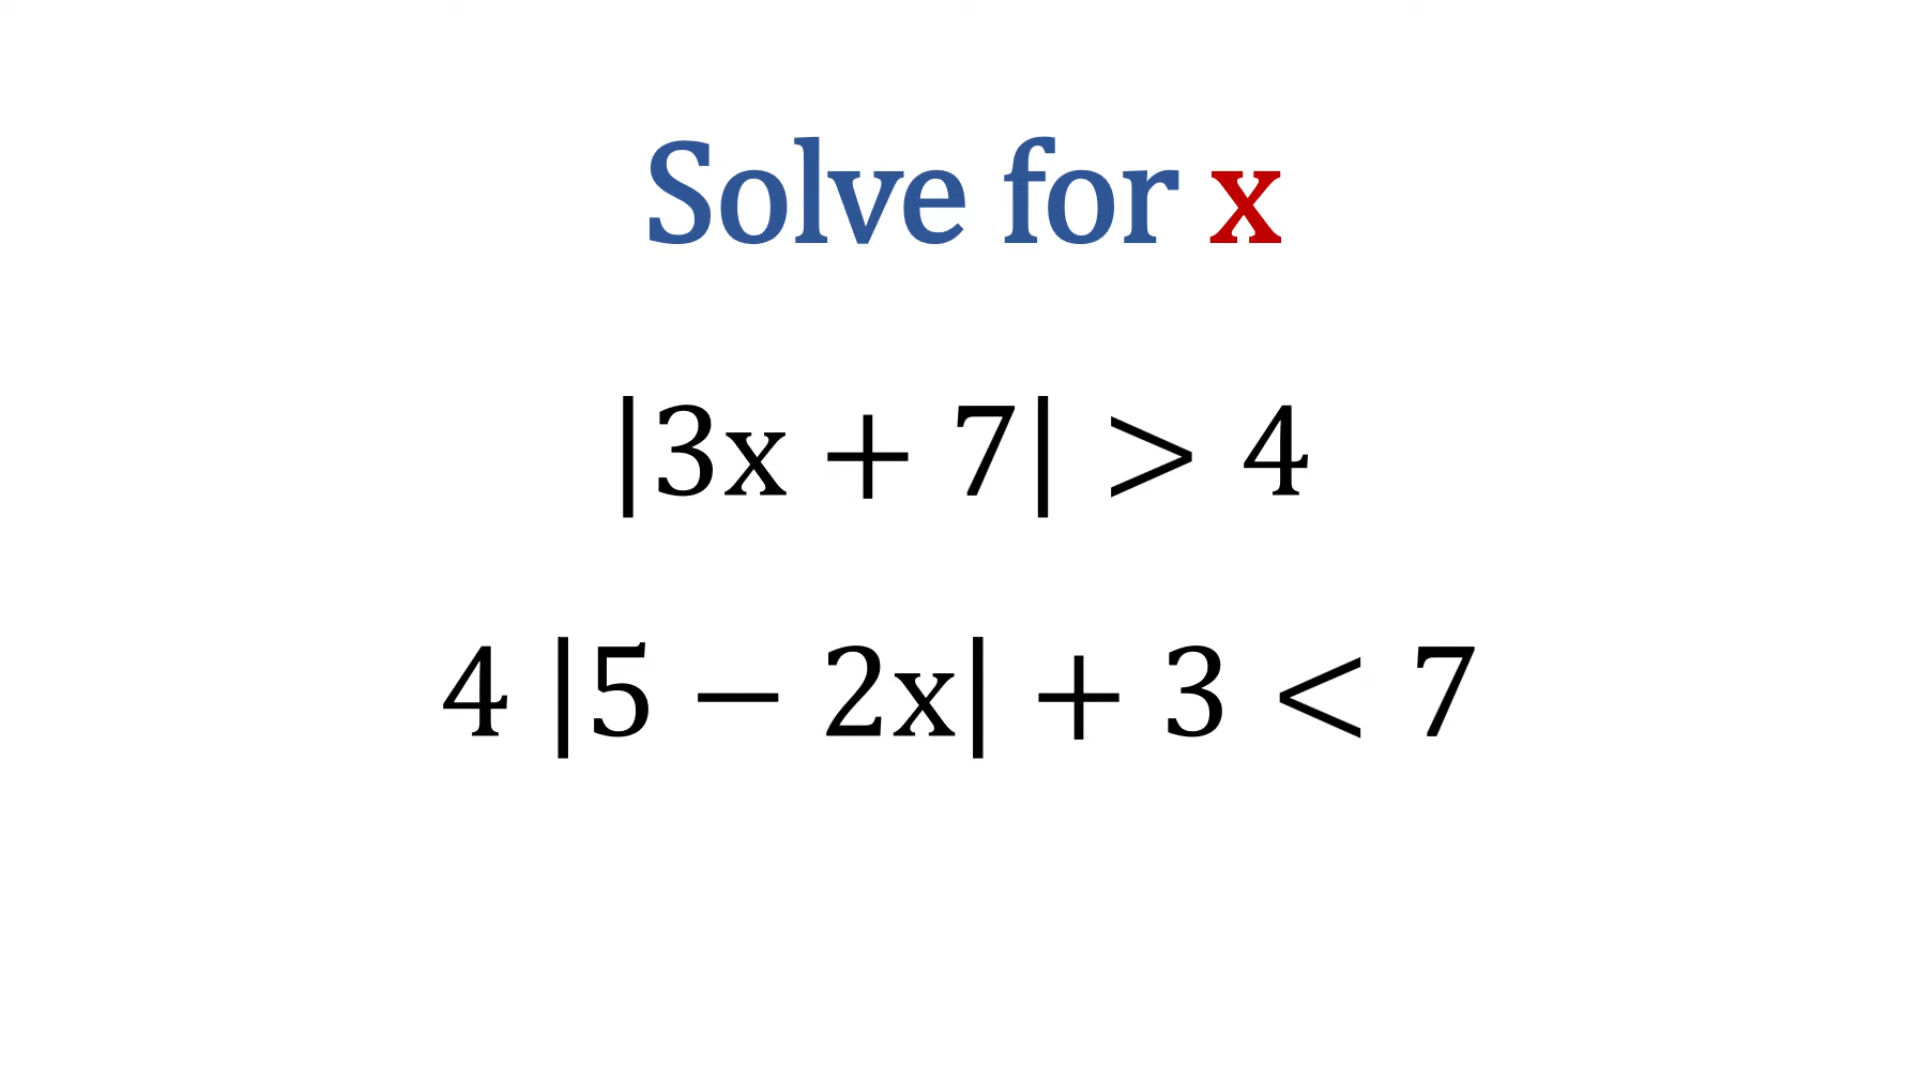 Solve for x
|3x + 7| > 4
4 |5 − 2x| + 3 < 7